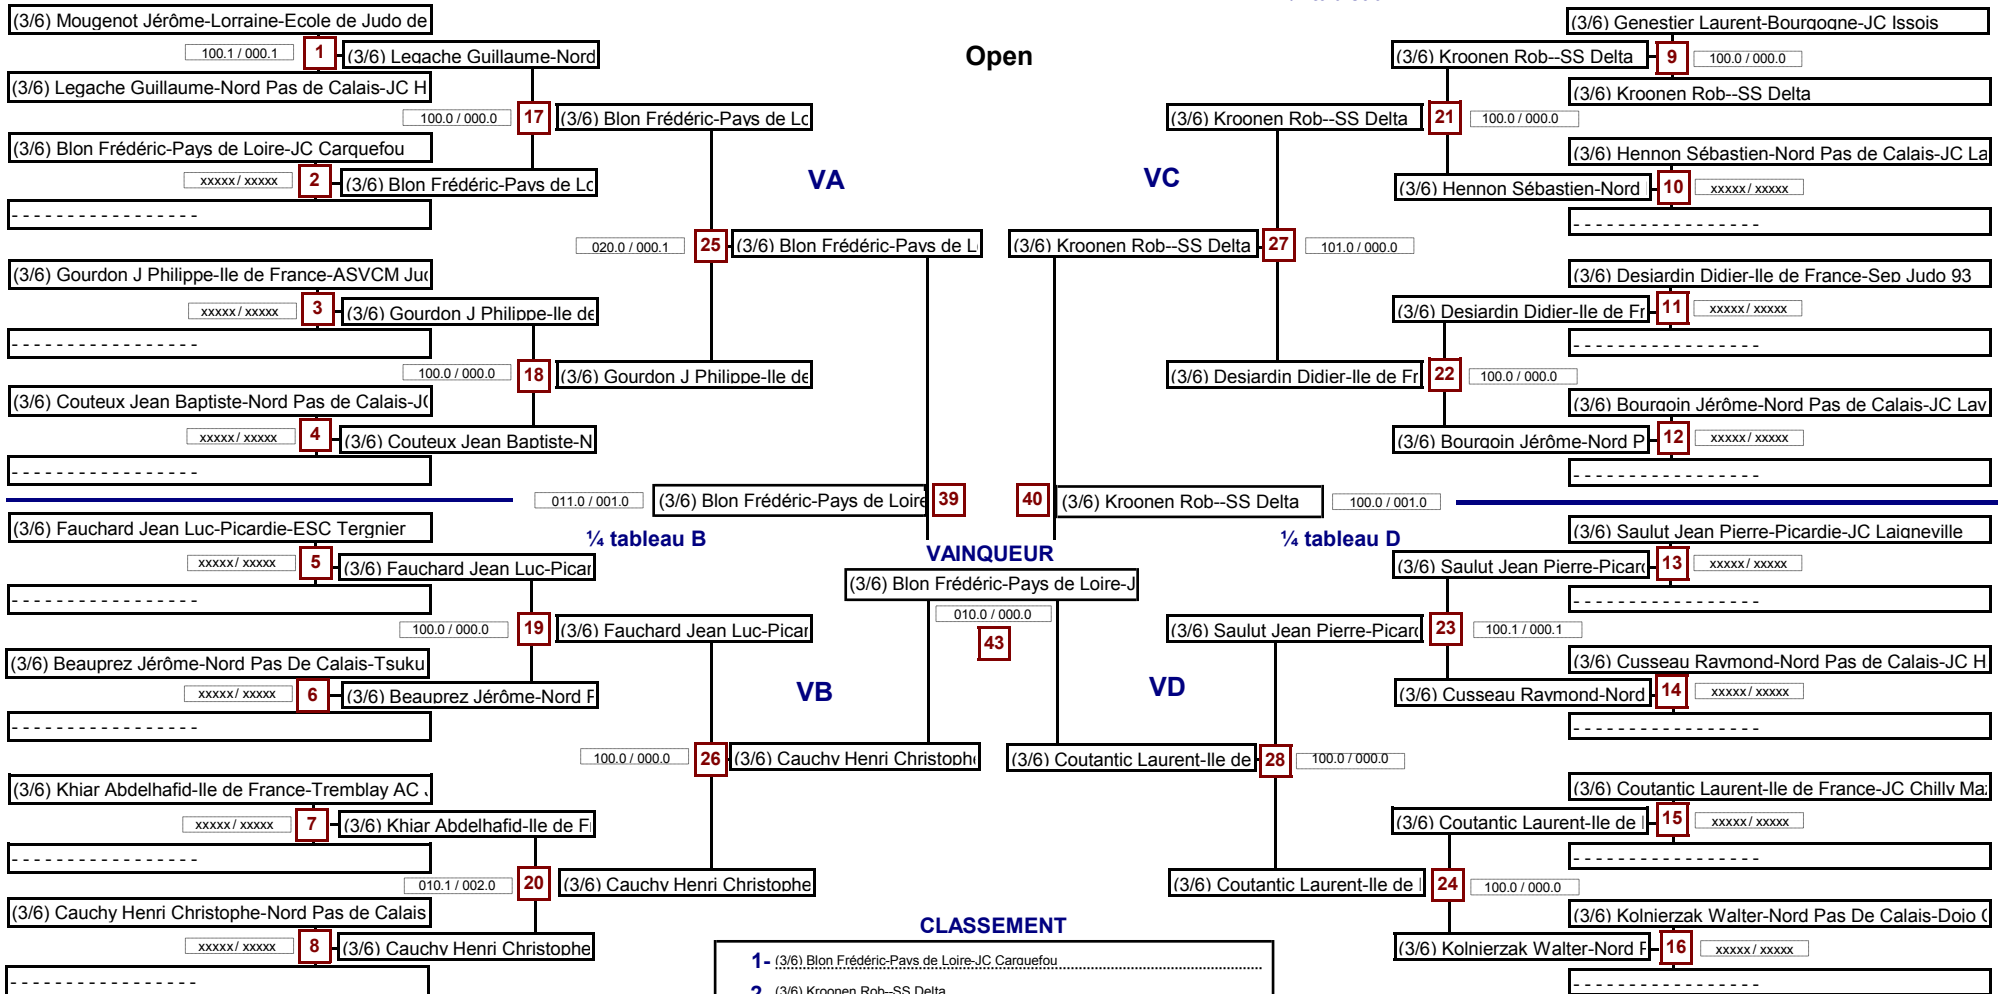 (3/6) Mougenot Jérôme-Lorraine-Ecole de Judo de
100.1 / 000.1
1
(3/6) Legache Guillaume-Nord
(3/6) Legache Guillaume-Nord Pas de Calais-JC H
100.0 / 000.0
17
(3/6) Blon Frédéric-Pays de Lo
(3/6) Blon Frédéric-Pays de Loire-JC Carquefou
xxxxx / xxxxx
2
(3/6) Blon Frédéric-Pays de Lo
- - - - - - - - - - - - - - - - -
VA
020.0 / 000.1
25
(3/6) Blon Frédéric-Pays de L
(3/6) Gourdon J Philippe-Ile de France-ASVCM Jud
xxxxx / xxxxx
3
(3/6) Gourdon J Philippe-Ile de
- - - - - - - - - - - - - - - - -
100.0 / 000.0
18
(3/6) Gourdon J Philippe-Ile de
(3/6) Couteux Jean Baptiste-Nord Pas de Calais-JC
xxxxx / xxxxx
4
(3/6) Couteux Jean Baptiste-N
- - - - - - - - - - - - - - - - -
011.0 / 001.0
(3/6) Blon Frédéric-Pays de Loire
39
¼ tableau B
(3/6) Fauchard Jean Luc-Picardie-ESC Tergnier
xxxxx / xxxxx
5
(3/6) Fauchard Jean Luc-Picar
- - - - - - - - - - - - - - - - -
100.0 / 000.0
19
(3/6) Fauchard Jean Luc-Picar
(3/6) Beauprez Jérôme-Nord Pas De Calais-Tsuku
xxxxx / xxxxx
6
(3/6) Beauprez Jérôme-Nord P
- - - - - - - - - - - - - - - - -
VB
100.0 / 000.0
26
(3/6) Cauchy Henri Christophe
(3/6) Khiar Abdelhafid-Ile de France-Tremblay AC J
xxxxx / xxxxx
7
(3/6) Khiar Abdelhafid-Ile de Fr
- - - - - - - - - - - - - - - - -
010.1 / 002.0
20
(3/6) Cauchy Henri Christophe
(3/6) Cauchy Henri Christophe-Nord Pas de Calais
xxxxx / xxxxx
8
(3/6) Cauchy Henri Christophe
- - - - - - - - - - - - - - - - -
Open
VAINQUEUR
(3/6) Blon Frédéric-Pays de Loire-J
010.0 / 000.0
43
(3/6) Genestier Laurent-Bourgogne-JC Issois
(3/6) Kroonen Rob--SS Delta
9
100.0 / 000.0
(3/6) Kroonen Rob--SS Delta
(3/6) Kroonen Rob--SS Delta
21
100.0 / 000.0
(3/6) Hennon Sébastien-Nord Pas de Calais-JC La
(3/6) Hennon Sébastien-Nord
10
xxxxx / xxxxx
- - - - - - - - - - - - - - - - -
VC
(3/6) Kroonen Rob--SS Delta
27
101.0 / 000.0
(3/6) Desjardin Didier-Ile de France-Sep Judo 93
(3/6) Desjardin Didier-Ile de Fr
11
xxxxx / xxxxx
- - - - - - - - - - - - - - - - -
(3/6) Desjardin Didier-Ile de Fr
22
100.0 / 000.0
(3/6) Bourgoin Jérôme-Nord Pas de Calais-JC Lav
(3/6) Bourgoin Jérôme-Nord P
12
xxxxx / xxxxx
- - - - - - - - - - - - - - - - -
40
(3/6) Kroonen Rob--SS Delta
100.0 / 001.0
¼ tableau D
(3/6) Saulut Jean Pierre-Picardie-JC Laigneville
(3/6) Saulut Jean Pierre-Picard
13
xxxxx / xxxxx
- - - - - - - - - - - - - - - - -
(3/6) Saulut Jean Pierre-Picard
23
100.1 / 000.1
(3/6) Cusseau Raymond-Nord Pas de Calais-JC H
(3/6) Cusseau Raymond-Nord
14
xxxxx / xxxxx
- - - - - - - - - - - - - - - - -
VD
(3/6) Coutantic Laurent-Ile de
28
100.0 / 000.0
(3/6) Coutantic Laurent-Ile de France-JC Chilly Maz
(3/6) Coutantic Laurent-Ile de
15
xxxxx / xxxxx
- - - - - - - - - - - - - - - - -
(3/6) Coutantic Laurent-Ile de
24
100.0 / 000.0
(3/6) Kolnierzak Walter-Nord Pas De Calais-Dojo
(3/6) Kolnierzak Walter-Nord P
16
xxxxx / xxxxx
- - - - - - - - - - - - - - - - -
CLASSEMENT
1- (3/6) Blon Frédéric-Pays de Loire-JC Carquefou
2- (3/6) Kroonen Rob--SS Delta